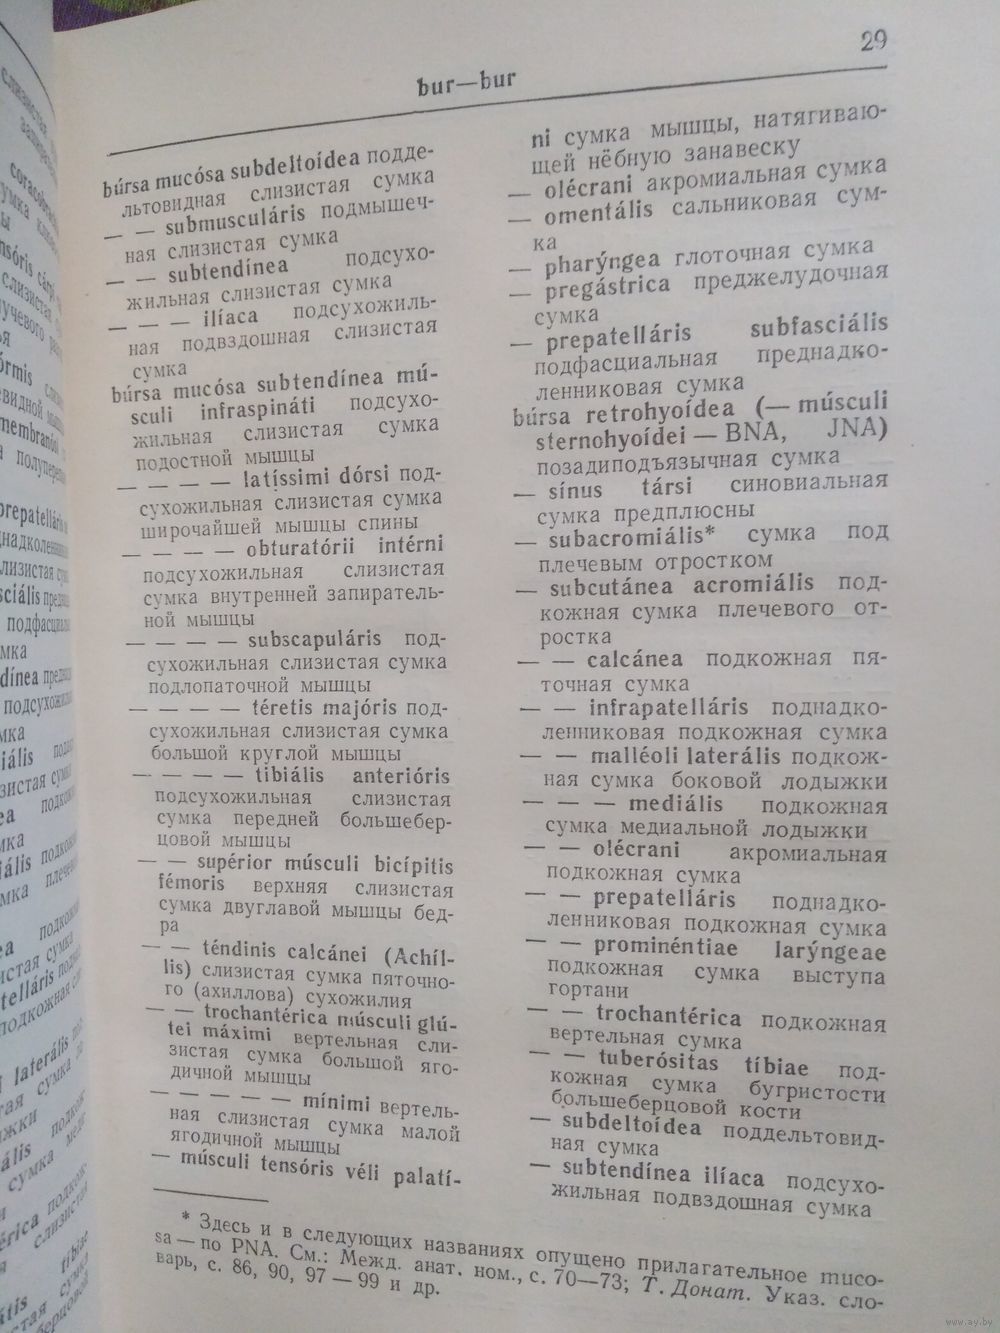 29
bur—bur
búrsa mucósa subdeltoídea подде-
льтовидная слизистая сумка
— — submusculáris подмышеч-
ная слизистая сумка
— — subtendínea подсухо-
жильная слизистая сумка
— — — ilíaca подсухожиль-
ная подвздошная слизистая
сумка
búrsa mucósa subtendínea mú-
sculi infraspináti подсухо-
жильная слизистая сумка
подостной мышцы
— — — — latíssimi dórsi под-
сухожильная слизистая сумка
широчайшей мышцы спины
— — — — obturatórii intérni
подсухожильная слизистая
сумка внутренней запиратель-
ной мышцы
— — — — subscapuláris под-
сухожильная слизистая сумка
подлопаточной мышцы
— — — — téretis majóris под-
сухожильная слизистая сумка
большой круглой мышцы
— — — — tibiális anterióris
подсухожильная слизистая
сумка передней большебер-
цовой мышцы
— — supérior músculi bicípitis
fémoris верхняя слизистая
сумка двуглавой мышцы бед-
ра
— — téndinis calcánei (Achíl-
lis) слизистая сумка пяточно-
го (ахиллова) сухожилия
— — trochantérica músculi glú-
tei máximi вертельная сли-
зистая сумка большой яго-
дичной мышцы
— — — — — mínimi вертель-
ная слизистая сумка малой
ягодичной мышцы
— músculi tensóris véli palatí-
ni сумка мышцы, натягиваю-
щей нёбную занавеску
— olécrani акромиальная сумка
— omentális сальниковая сум-
ка
— pharýngea глоточная сумка
— pregástrica преджелудочная
сумка
— prepatelláris subfasciális
подфасциальная преднадко-
ленниковая сумка
búrsa retrohyoídea (— músculi
sternohyoídei — BNA, JNA)
позадиподъязычная сумка
— sínus társi синовиальная
сумка предплюсны
— subacromiális* сумка под
плечевым отростком
— subcutánea acromiális под-
кожная сумка плечевого от-
ростка
— — calcánea подкожная пя-
точная сумка
— — infrapatelláris поднадко-
ленниковая подкожная сумка
— — malléoli laterális подкож-
ная сумка боковой лодыжки
— — — mediális подкожная
сумка медиальной лодыжки
— — olécrani акромиальная
подкожная сумка
— — prepatelláris поднадко-
ленниковая подкожная сумка
— — prominéntiae larýngeae
подкожная сумка выступа
гортани
— — trochantérica подкожная
вертельная сумка
— — tuberósitas tíbiae под-
кожная сумка бугристости
большеберцовой кости
— subdeltoídea поддельтовид-
ная сумка
— subtendínea ilíaca подсухо-
жильная подвздошная сумка
* Здесь и в следующих названиях опущено прилагательное muco-
sa — по PNA. См.: Межд. анат. ном., с. 70—73; Т. Донат. Указ. сло-
варь, с. 86, 90, 97 — 99 и др.
www.ay.by